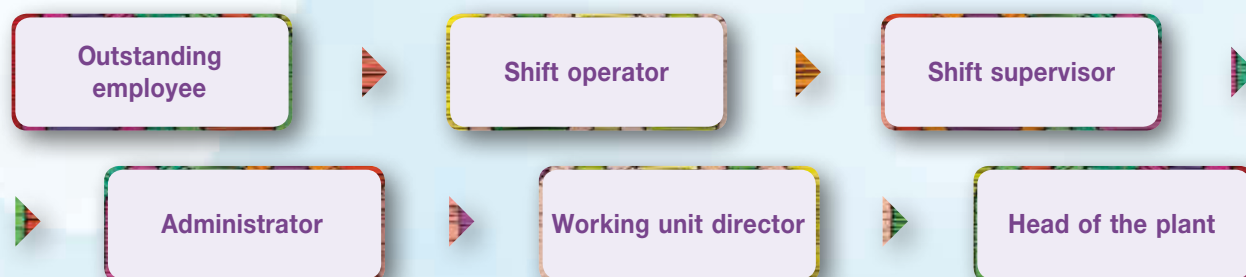 Outstanding
employee
Shift operator
Shift supervisor
Administrator
Working unit director
Head of the plant